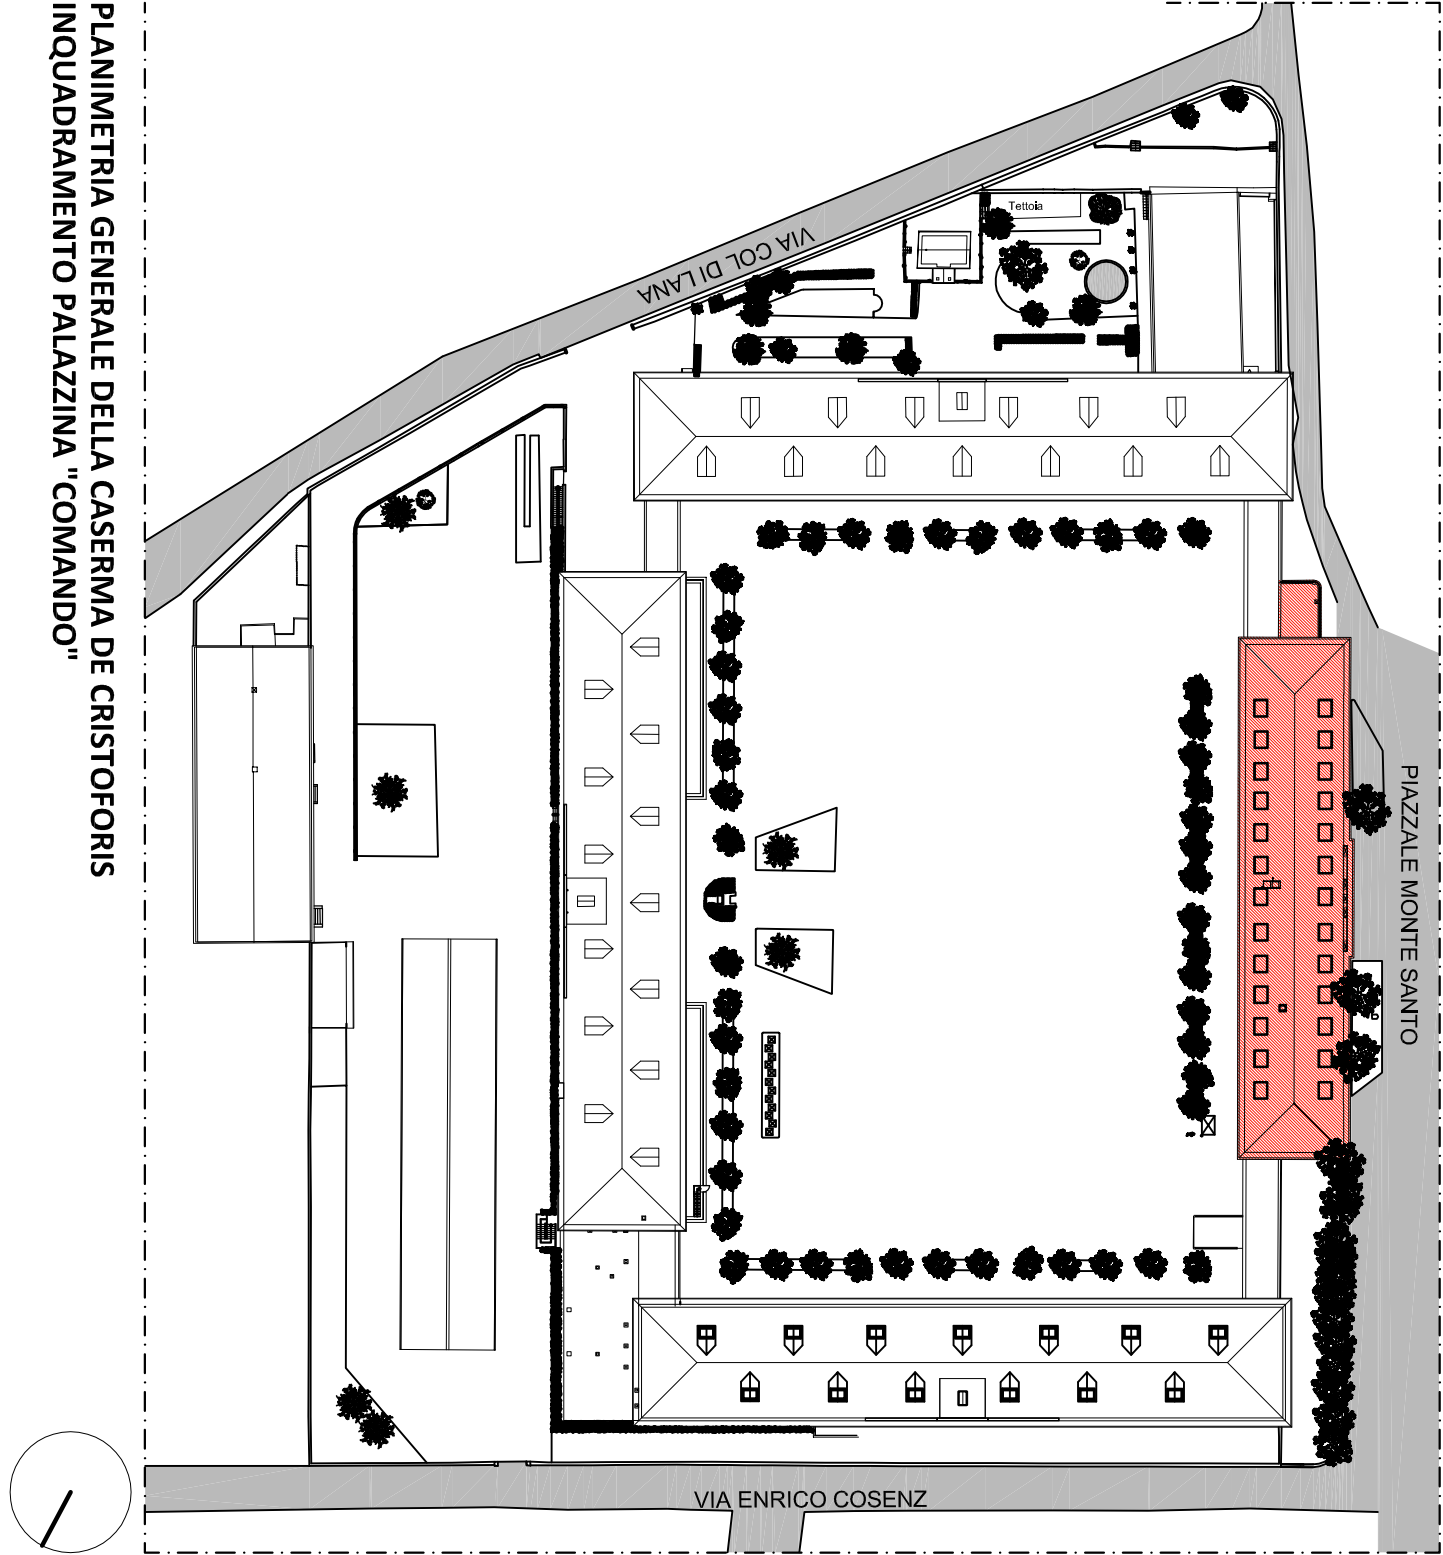 PLANIMETRIA GENERALE DELLA CASERMA DE CRISTOFORIS
INQUADRAMENTO PALAZZINA "COMANDO"
Tettoia
VIA COL DI LANA
PIAZZALE MONTE SANTO
VIA ENRICO COSENZ